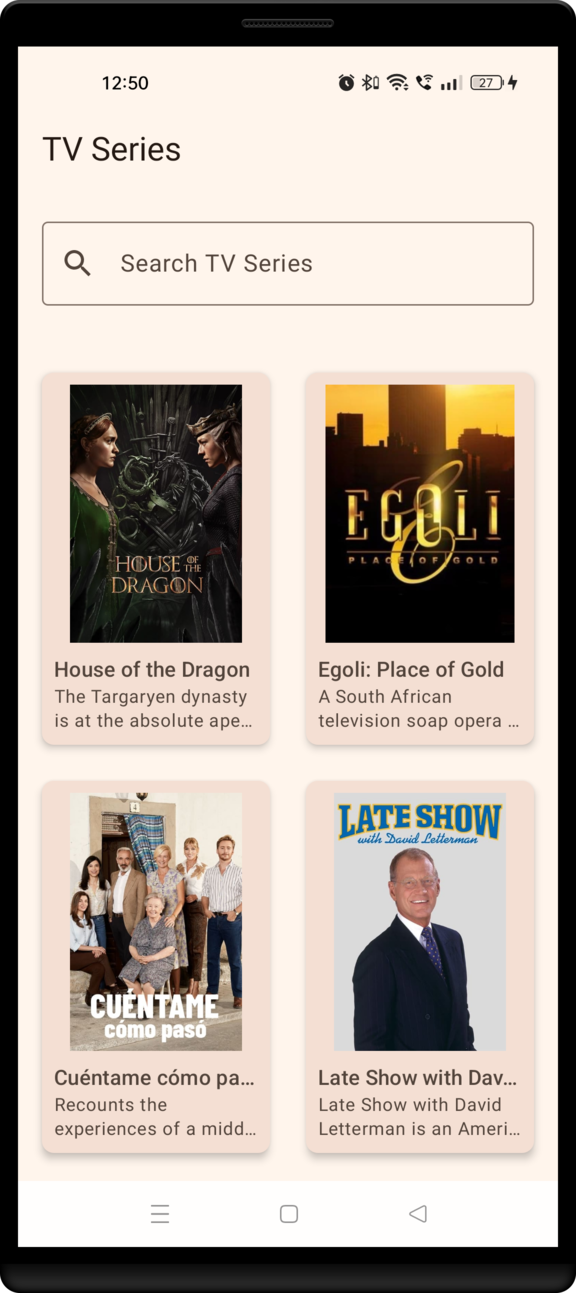 12:50
27
TV Series
Search TV Series
HOUSE OF THE
DRAGON
House of the Dragon
The Targaryen dynasty
is at the absolute ape…
EGOLI
PLACE OF GOLD
Egoli: Place of Gold
A South African
television soap opera …
4
CUÉNTAME
cómo pasó
Cuéntame cómo pa…
Recounts the
experiences of a midd…
LATE SHOW
with David Letterman
Late Show with Dav…
Late Show with David
Letterman is an Ameri…